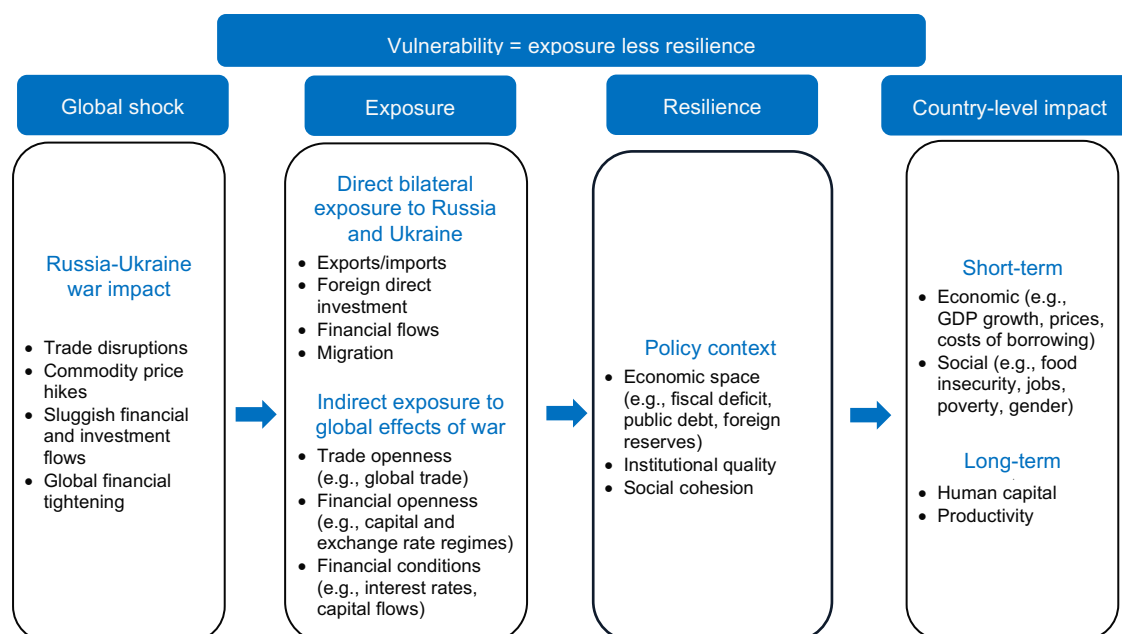 Vulnerability = exposure less resilience
Global shock
Russia-Ukraine
war impact
• Trade disruptions
• Commodity price
hikes
• Sluggish financial
and investment
flows
• Global financial
tightening
Exposure
Direct bilateral
exposure to Russia
and Ukraine
• Exports/imports
• Foreign direct
investment
• Financial flows
• Migration
Indirect exposure to
global effects of war
• Trade openness
(e.g., global trade)
• Financial openness
(e.g., capital and
exchange rate regimes)
• Financial conditions
(e.g., interest rates,
capital flows)
Resilience
Policy context
• Economic space
(e.g., fiscal deficit,
public debt, foreign
reserves)
• Institutional quality
• Social cohesion
Country-level impact
Short-term
• Economic (e.g.,
GDP growth, prices,
costs of borrowing)
• Social (e.g., food
insecurity, jobs,
poverty, gender)
Long-term
• Human capital
• Productivity